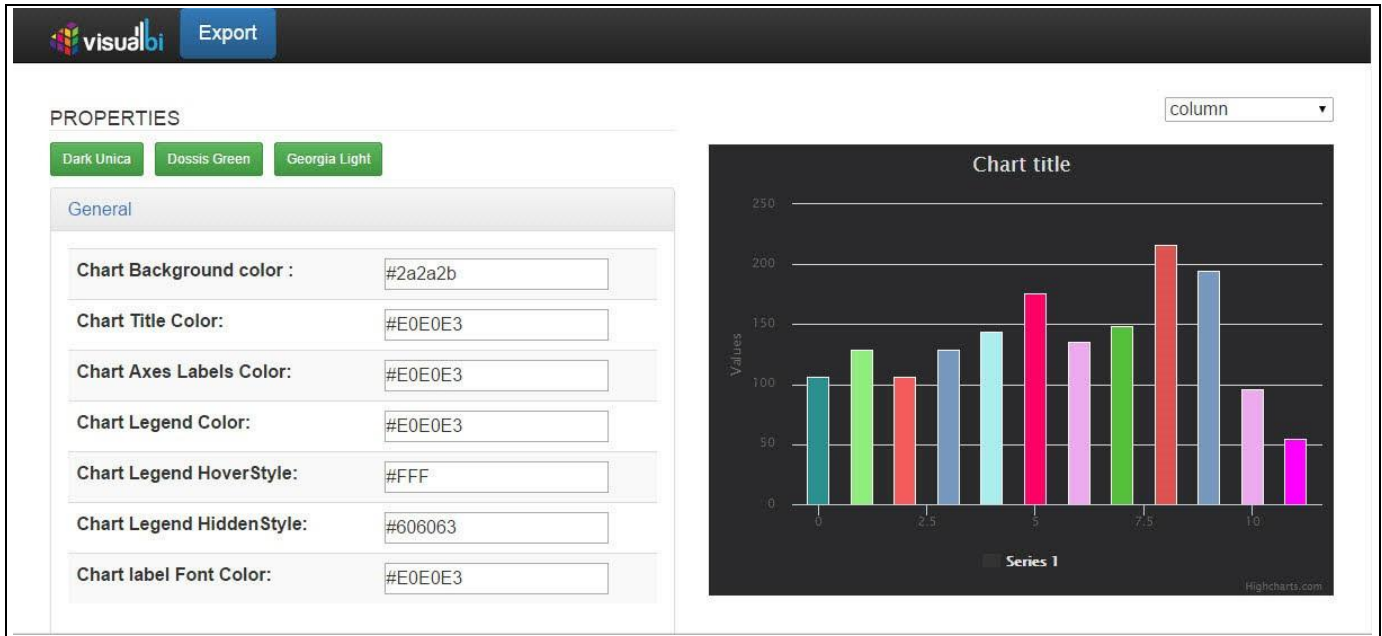 visualbi
Export
PROPERTIES
column
Dark Unica
Dossis Green
Georgia Light
General
Chart Background color :
#2a2a2b
Chart Title Color:
#E0E0E3
Chart Axes Labels Color:
#E0E0E3
Chart Legend Color:
#E0E0E3
Chart Legend HoverStyle:
#FFF
Chart Legend HiddenStyle:
#606063
Chart label Font Color:
#E0E0E3
Chart title
250
200
150
100
50
0
Values
0
2.5
5
7.5
10
Series 1
Highcharts.com